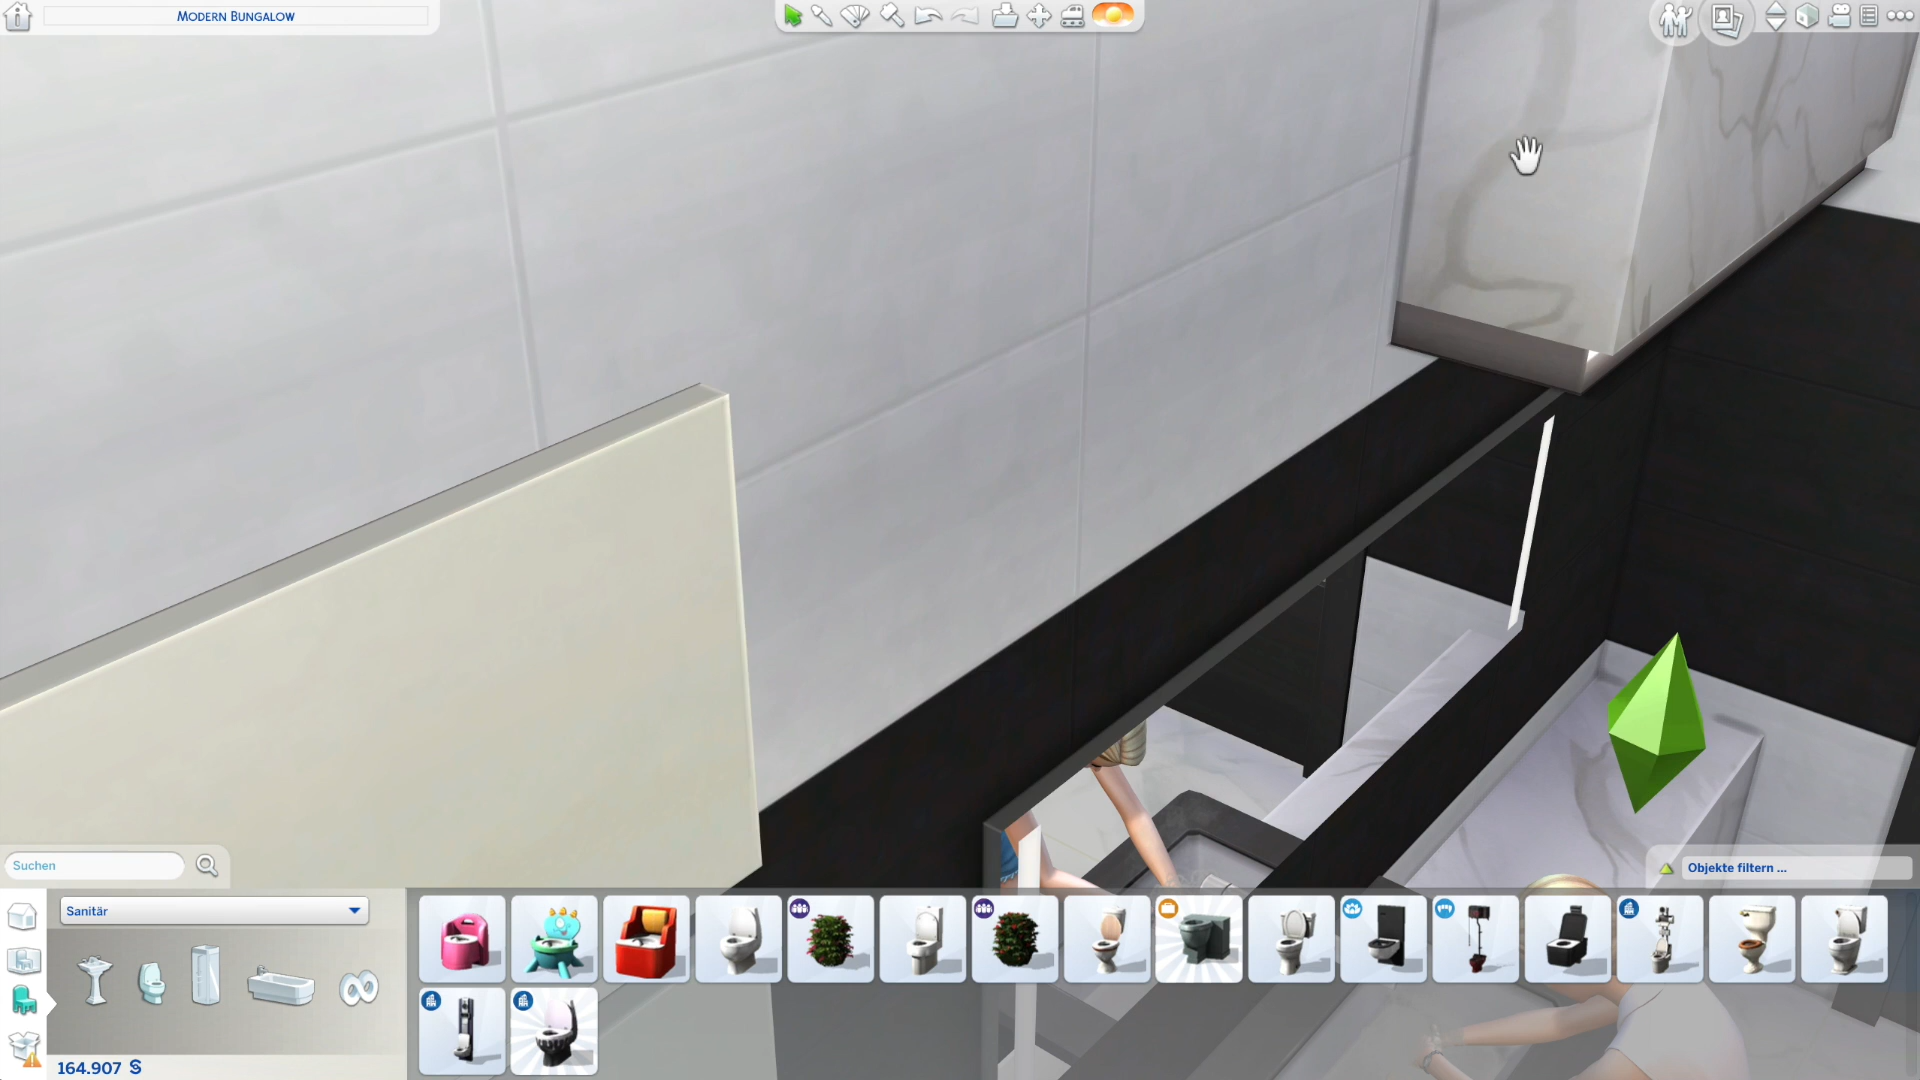 Modern Bungalow
Suchen
Objekte filtern ...
Sanitär
164.907 S